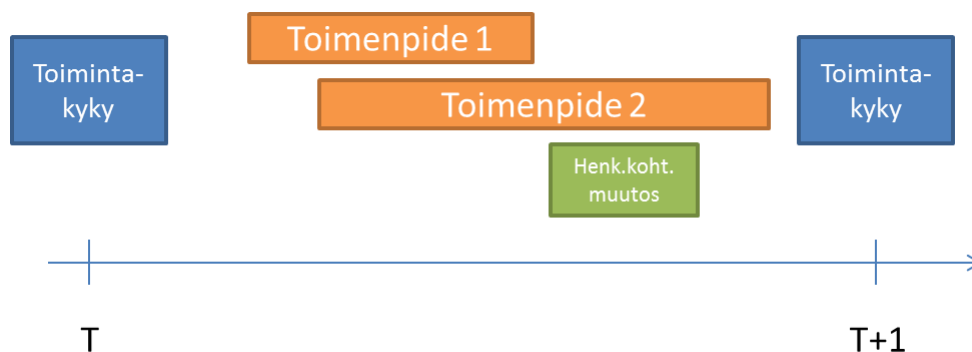 Toiminta-
kyky
Toimenpide 1
Toimenpide 2
Henk.koht.
muutos
Toiminta-
kyky
T
T+1